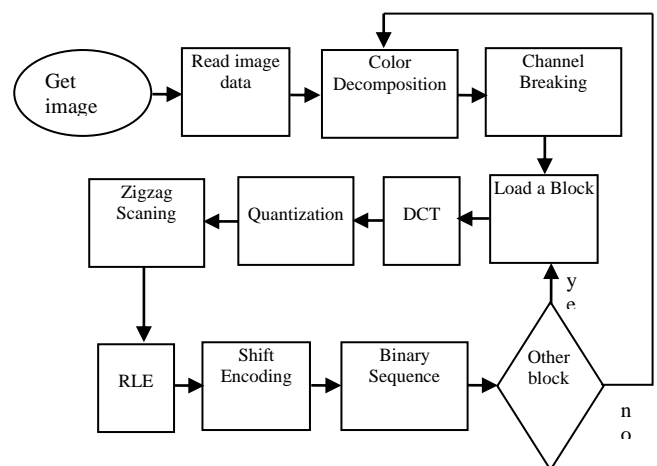 Get
image
Read image
data
Color
Decomposition
Channel
Breaking
Zigzag
Scaning
Quantization
DCT
Load a Block
y
e
RLE
Shift
Encoding
Binary
Sequence
Other
block
n
o